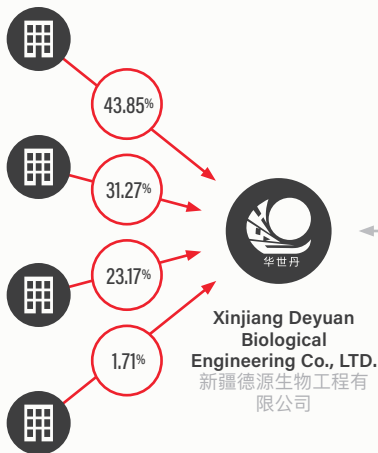 43.85%
31.27%
23.17%
1.71%
华世丹
Xinjiang Deyuan
Biological
Engineering Co., LTD.
新疆德源生物工程有
限公司